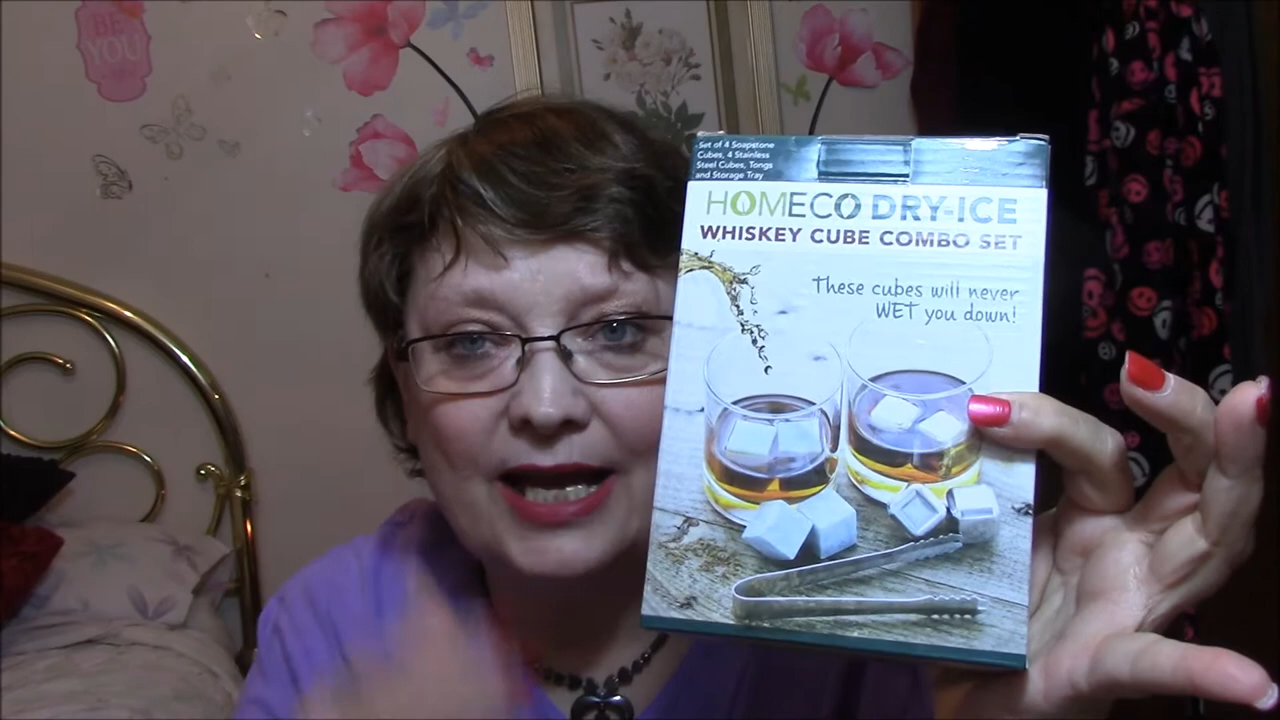 BE
YOU
Set of 4 Soapstone
Cubes, 4 Stainless
Steel Cubes, Tongs
and Storage Tray
HOMECO DRY-ICE
WHISKEY CUBE COMBO SET
These cubes will never
WET you down!